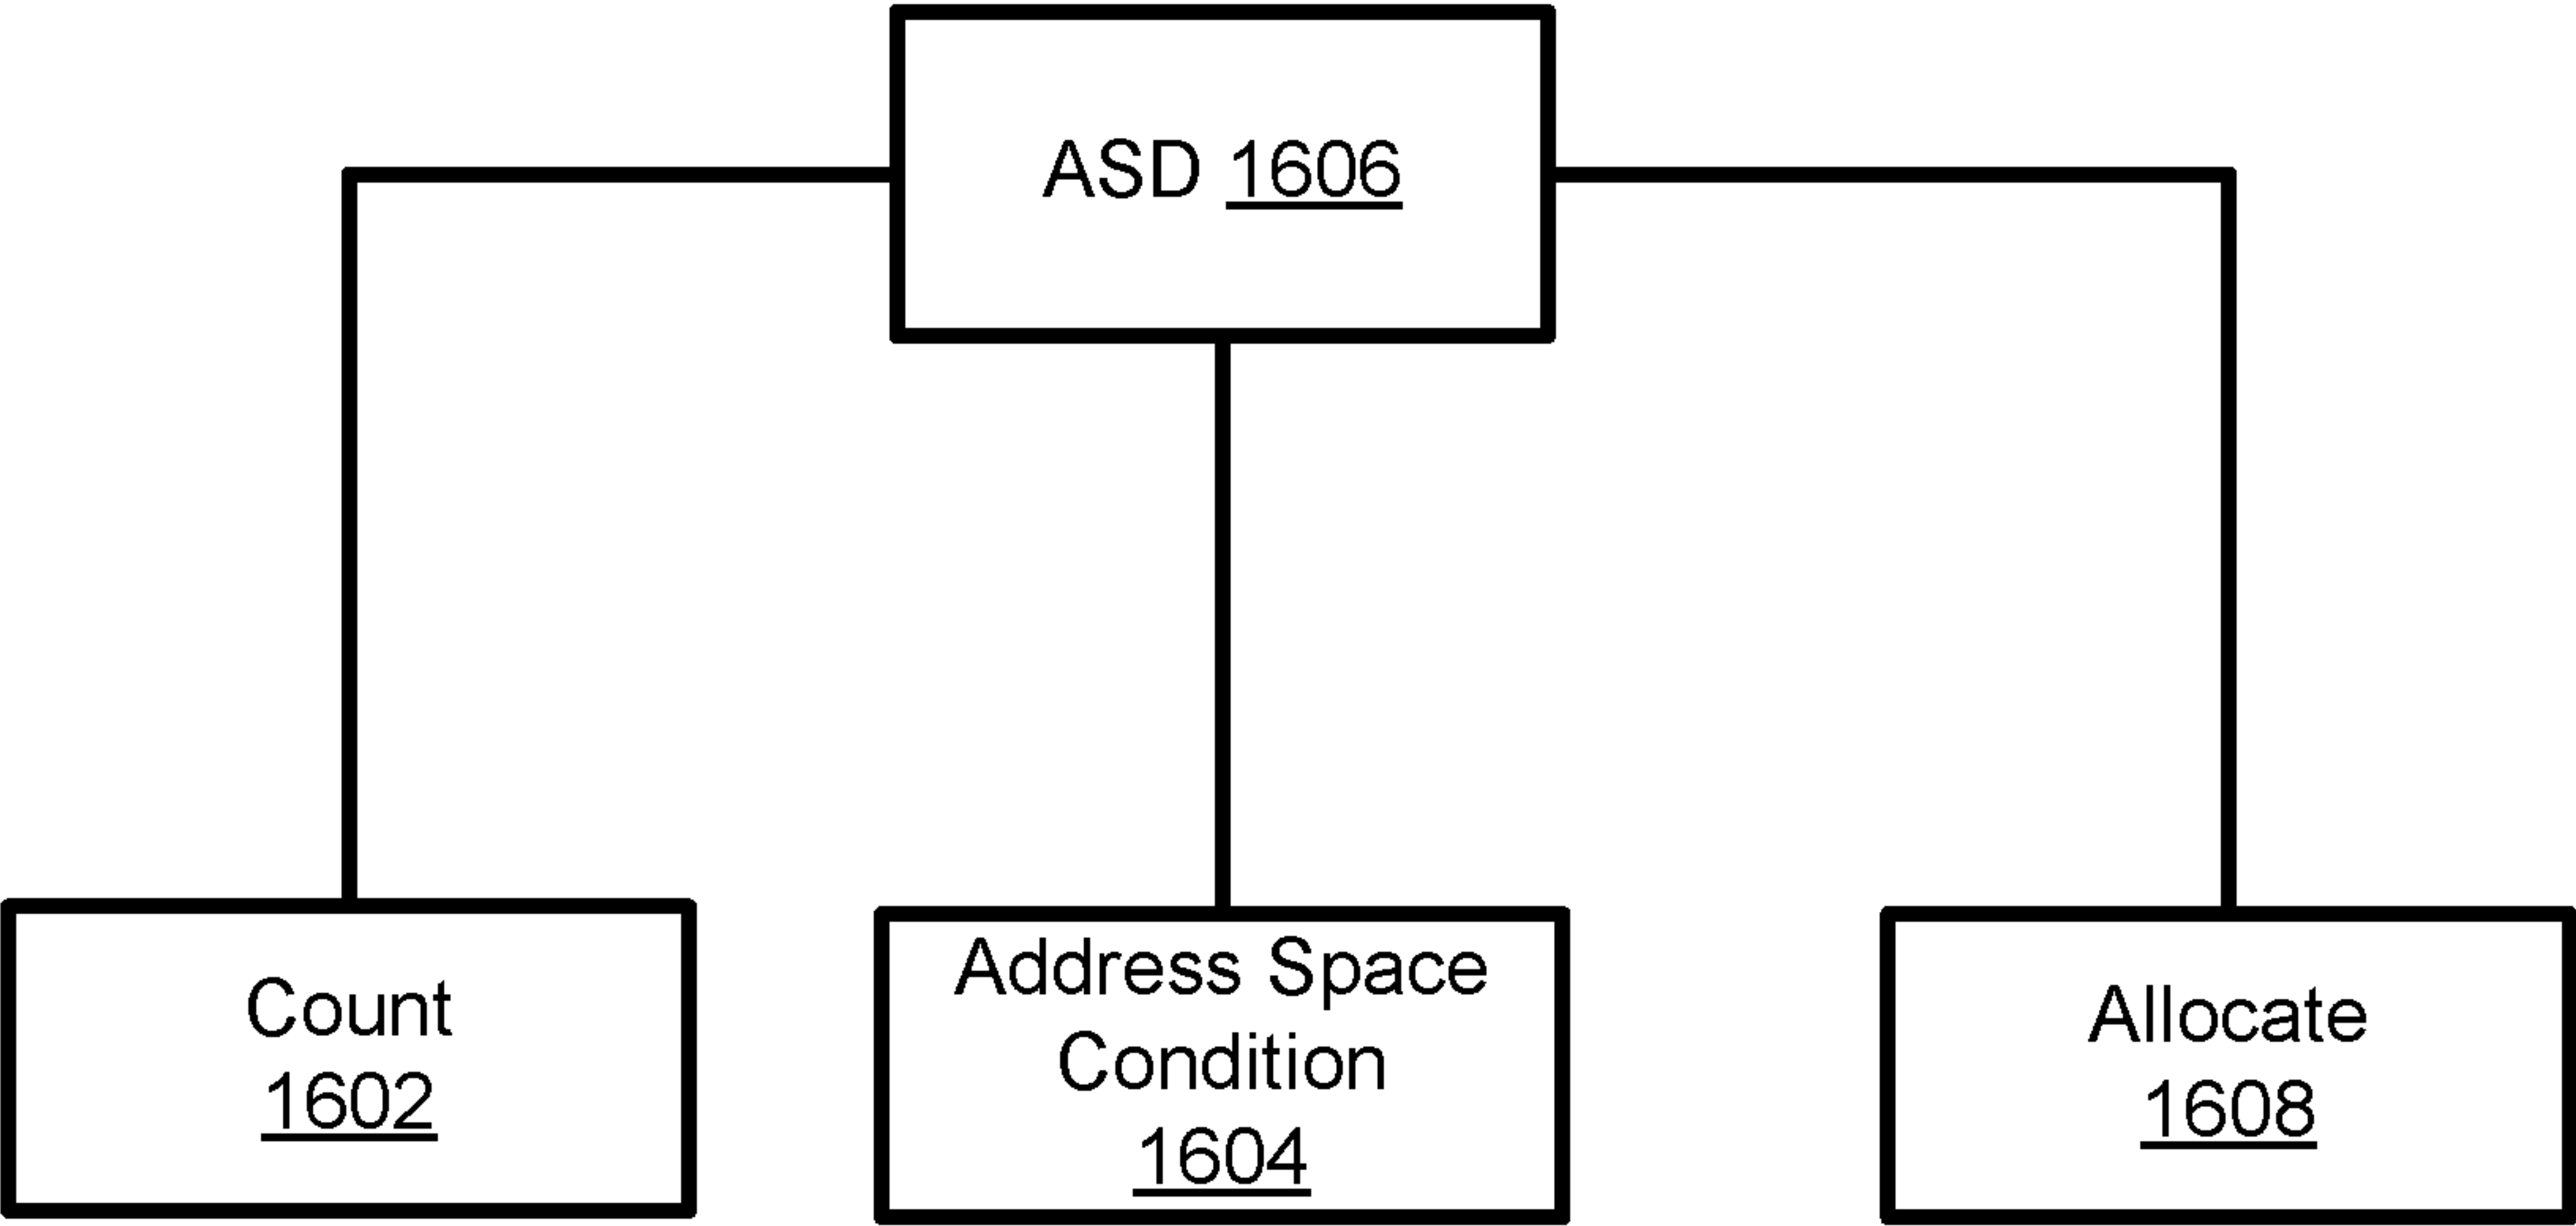 ASD 1606
Count
1602
Address Space
Condition
1604
Allocate
1608